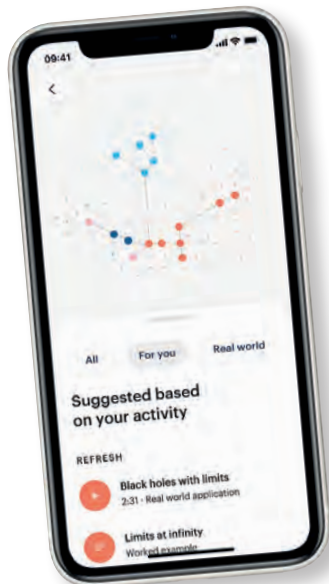 09:41
All For you Real world
Suggested based
on your activity
REFRESH
Black holes with limits
2:31 · Real world application
Limits at infinity
Worked example